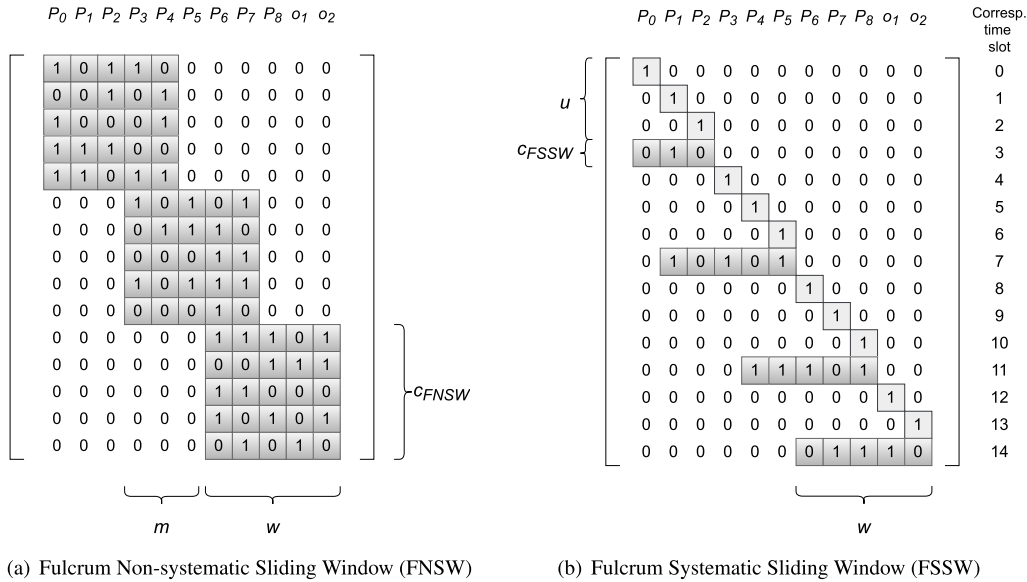 P0 P1 P2 P3 P4 P5 P6 P7 P8 o1 o2
1 0 1 1 0 0 0 0 0 0 0
0 0 1 0 1 0 0 0 0 0 0
1 0 0 0 1 0 0 0 0 0 0
1 1 1 0 1 0 0 0 0 0 0
1 1 0 1 1 0 0 0 0 0 0
0 0 0 1 0 1 0 1 0 0 0
0 0 0 0 1 1 1 0 0 0 0
0 0 0 1 0 0 1 1 0 0 0
0 0 0 1 0 1 1 1 0 0 0
0 0 0 0 0 0 1 0 0 0 0
0 0 0 0 0 0 1 1 1 0 1
0 0 0 0 0 0 0 0 1 1 1
0 0 0 0 0 0 1 1 0 0 0
0 0 0 0 0 0 1 0 1 0 1
0 0 0 0 0 0 0 1 0 1 0
cFNSW
m w
(a) Fulcrum Non-systematic Sliding Window (FNSW)
P0 P1 P2 P3 P4 P5 P6 P7 P8 o1 o2
Corresp.
time
slot
u
cFSSW
1 0 0 0 0 0 0 0 0 0 0 0
0 1 0 0 0 0 0 0 0 0 0 1
0 0 1 0 0 0 0 0 0 0 0 2
0 1 0 0 0 0 0 0 0 0 0 3
0 0 0 1 0 0 0 0 0 0 0 4
0 0 0 0 1 0 0 0 0 0 0 5
0 0 0 0 0 1 0 0 0 0 0 6
0 1 0 1 0 1 0 0 0 0 0 7
0 0 0 0 0 0 1 0 0 0 0 8
0 0 0 0 0 0 0 1 0 0 0 9
0 0 0 0 0 0 0 0 1 0 0 10
0 0 0 0 1 1 1 0 1 0 0 11
0 0 0 0 0 0 0 0 0 1 0 12
0 0 0 0 0 0 0 0 0 0 1 13
0 0 0 0 0 0 0 1 1 1 0 14
w
(b) Fulcrum Systematic Sliding Window (FSSW)